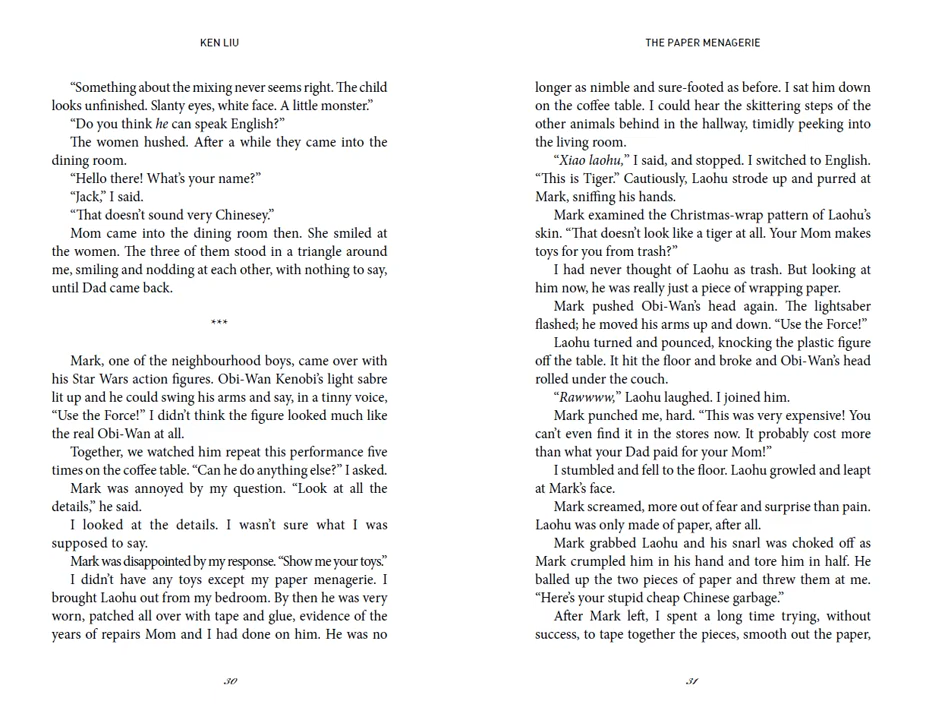 KEN LIU
“Something about the mixing never seems right. The child
looks unfinished. Slanty eyes, white face. A little monster.”
“Do you think he can speak English?”
The women hushed. After a while they came into the
dining room.
“Hello there! What’s your name?”
“Jack,” I said.
“That doesn’t sound very Chinesey.”
Mom came into the dining room then. She smiled at
the women. The three of them stood in a triangle around
me, smiling and nodding at each other, with nothing to say,
until Dad came back.
***
Mark, one of the neighbourhood boys, came over with
his Star Wars action figures. Obi-Wan Kenobi’s light sabre
lit up and he could swing his arms and say, in a tinny voice,
“Use the Force!” I didn’t think the figure looked much like
the real Obi-Wan at all.
Together, we watched him repeat this performance five
times on the coffee table. “Can he do anything else?” I asked.
Mark was annoyed by my question. “Look at all the
details,” he said.
I looked at the details. I wasn’t sure what I was
supposed to say.
Mark was disappointed by my response. “Show me your toys.”
I didn’t have any toys except my paper menagerie. I
brought Laohu out from my bedroom. By then he was very
worn, patched all over with tape and glue, evidence of the
years of repairs Mom and I had done on him. He was no
30
THE PAPER MENAGERIE
longer as nimble and sure-footed as before. I sat him down
on the coffee table. I could hear the skittering steps of the
other animals behind in the hallway, timidly peeking into
the living room.
“Xiao laohu,” I said, and stopped. I switched to English.
“This is Tiger.” Cautiously, Laohu strode up and purred at
Mark, sniffing his hands.
Mark examined the Christmas-wrap pattern of Laohu’s
skin. “That doesn’t look like a tiger at all. Your Mom makes
toys for you from trash?”
I had never thought of Laohu as trash. But looking at
him now, he was really just a piece of wrapping paper.
Mark pushed Obi-Wan’s head again. The lightsaber
flashed; he moved his arms up and down. “Use the Force!”
Laohu turned and pounced, knocking the plastic figure
off the table. It hit the floor and broke and Obi-Wan’s head
rolled under the couch.
“Rawwww,” Laohu laughed. I joined him.
Mark punched me, hard. “This was very expensive! You
can’t even find it in the stores now. It probably cost more
than what your Dad paid for your Mom!”
I stumbled and fell to the floor. Laohu growled and leapt
at Mark’s face.
Mark screamed, more out of fear and surprise than pain.
Laohu was only made of paper, after all.
Mark grabbed Laohu and his snarl was choked off as
Mark crumpled him in his hand and tore him in half. He
balled up the two pieces of paper and threw them at me.
“Here’s your stupid cheap Chinese garbage.”
After Mark left, I spent a long time trying, without
success, to tape together the pieces, smooth out the paper,
31